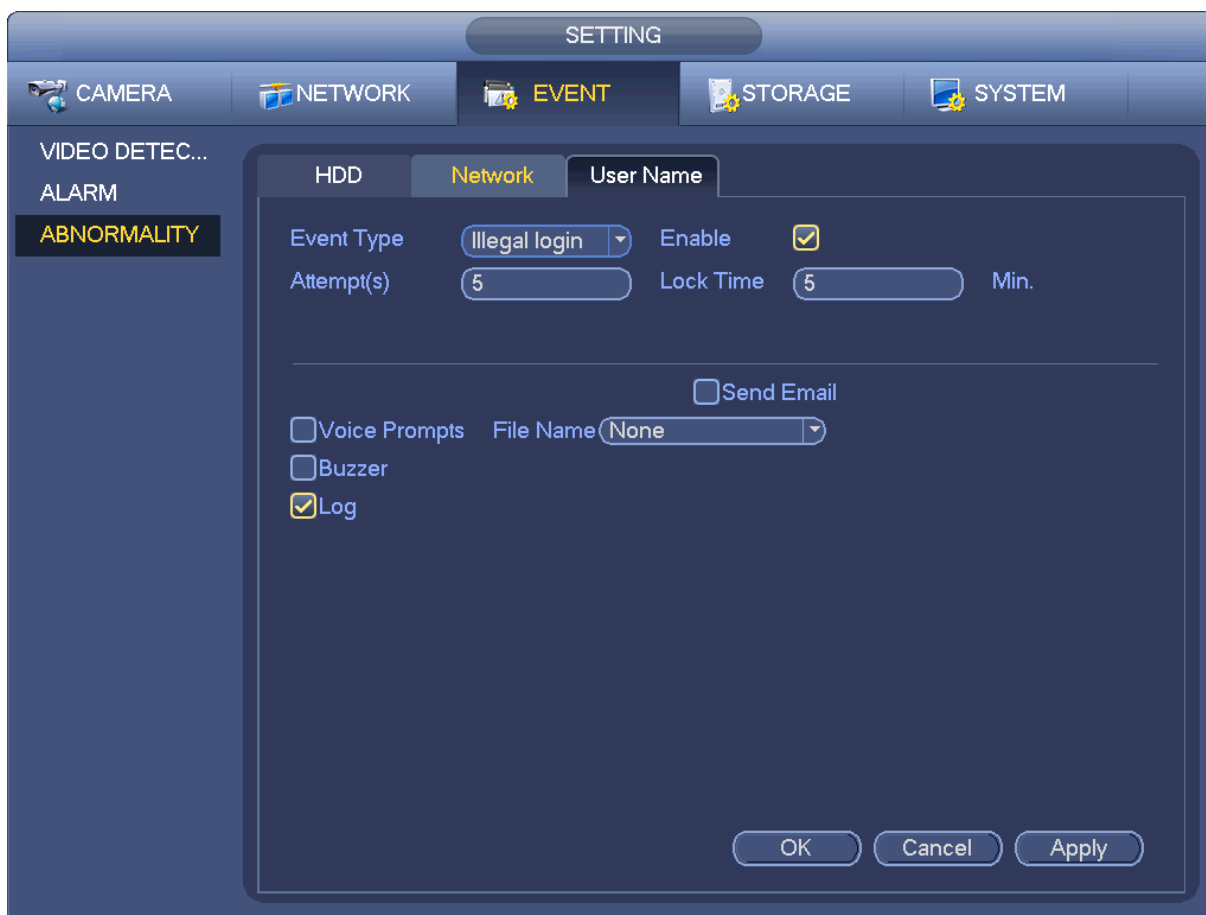 SETTING
CAMERA NETWORK EVENT STORAGE SYSTEM
VIDEO DETEC...
ALARM
ABNORMALITY
HDD Network User Name
Event Type Illegal login Enable
Attempt(s) 5 Lock Time 5 Min.
Send Email
Voice Prompts File Name None
Buzzer
Log
OK Cancel Apply